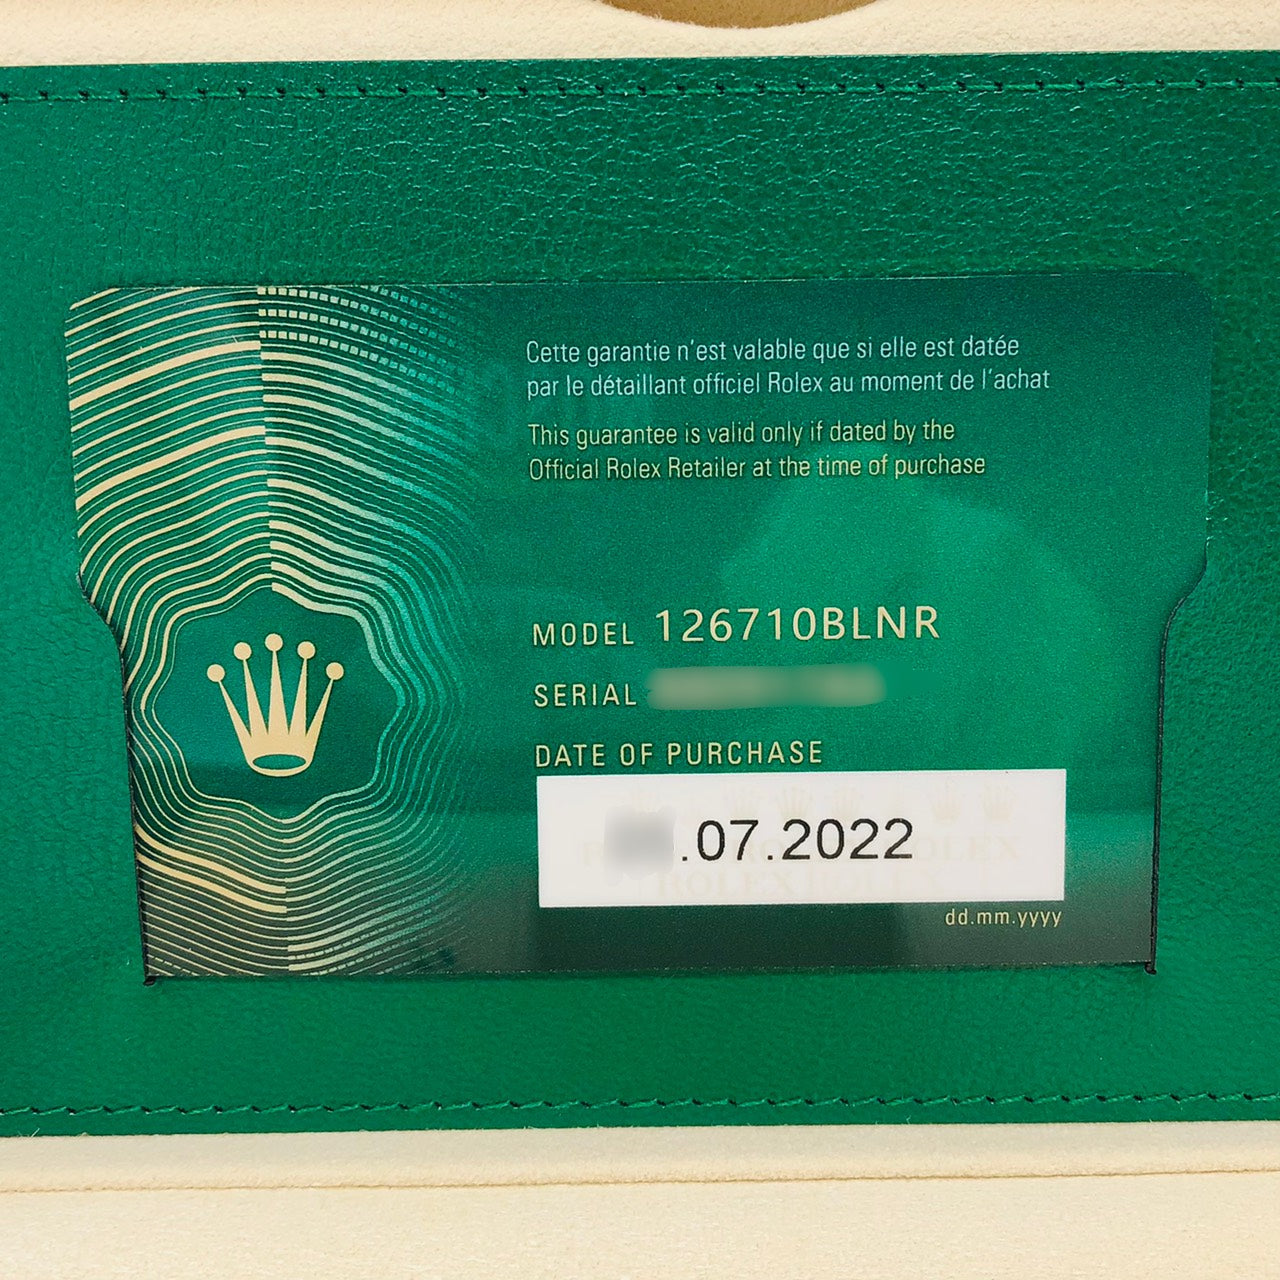 Cette garantie n'est valable que si elle est datée
par le détaillant officiel Rolex au moment de l'achat
This guarantee is valid only if dated by the
Official Rolex Retailer at the time of purchase
MODEL 126710BLNR
SERIAL
DATE OF PURCHASE
.07.2022
ROLEX ROLEX
dd.mm.yyyy